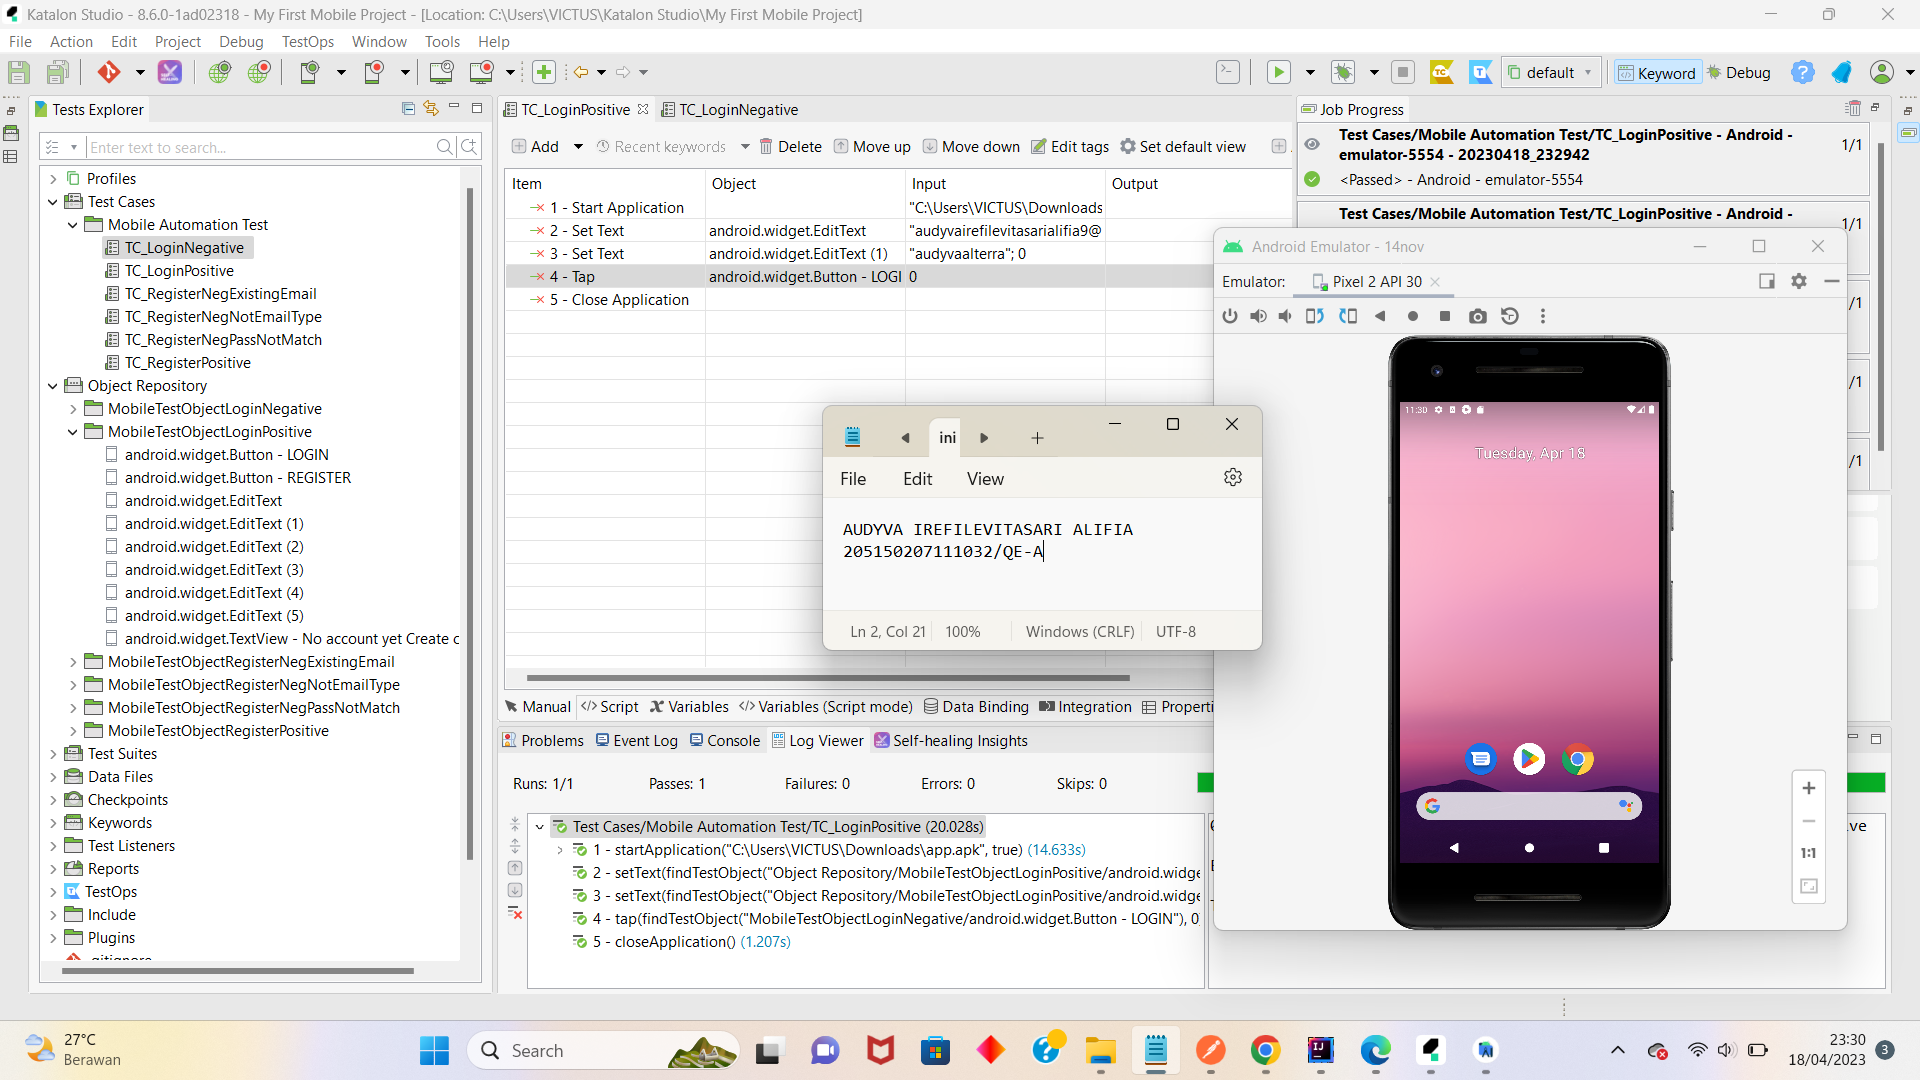 Katalon Studio - 8.6.0-1ad02318 - My First Mobile Project - [Location: C:\Users\VICTUS\Katalon Studio\My First Mobile Project]
File Action Edit Project Debug TestOps Window Tools Help
default Keyword Debug
Tests Explorer
Enter text to search...
Profiles
Test Cases
Mobile Automation Test
TC_LoginNegative
TC_LoginPositive
TC_RegisterNegExistingEmail
TC_RegisterNegNotEmailType
TC_RegisterNegPassNotMatch
TC_RegisterPositive
Object Repository
MobileTestObjectLoginNegative
MobileTestObjectLoginPositive
android.widget.Button - LOGIN
android.widget.Button - REGISTER
android.widget.EditText
android.widget.EditText (1)
android.widget.EditText (2)
android.widget.EditText (3)
android.widget.EditText (4)
android.widget.EditText (5)
android.widget.TextView - No account yet Create c
MobileTestObjectRegisterNegExistingEmail
MobileTestObjectRegisterNegNotEmailType
MobileTestObjectRegisterNegPassNotMatch
MobileTestObjectRegisterPositive
Test Suites
Data Files
Checkpoints
Keywords
Test Listeners
Reports
TestOps
Include
Plugins
TC_LoginPositive TC_LoginNegative
Add Recent keywords Delete Move up Move down Edit tags Set default view
Item Object Input Output
1 - Start Application "C:\Users\VICTUS\Downloads
2 - Set Text android.widget.EditText "audyvairefilevitasarialifia9@
3 - Set Text android.widget.EditText (1) "audyvaalterra"; 0
4 - Tap android.widget.Button - LOGI 0
5 - Close Application
Manual Script Variables Variables (Script mode) Data Binding Integration Properti
Problems Event Log Console Log Viewer Self-healing Insights
Runs: 1/1 Passes: 1 Failures: 0 Errors: 0 Skips: 0
Test Cases/Mobile Automation Test/TC_LoginPositive (20.028s)
1 - startApplication("C:\Users\VICTUS\Downloads\app.apk", true) (14.633s)
2 - setText(findTestObject("Object Repository/MobileTestObjectLoginPositive/android.widge
3 - setText(findTestObject("Object Repository/MobileTestObjectLoginPositive/android.widge
4 - tap(findTestObject("MobileTestObjectLoginNegative/android.widget.Button - LOGIN"), 0
5 - closeApplication() (1.207s)
Job Progress
Test Cases/Mobile Automation Test/TC_LoginPositive - Android - 1/1
emulator-5554 - 20230418_232942
<Passed> - Android - emulator-5554
Test Cases/Mobile Automation Test/TC_LoginPositive - Android - 1/1
/1
/1
/1
ve
Android Emulator - 14nov
Emulator: Pixel 2 API 30
11:30
Tuesday, Apr 18
1:1
ini
File Edit View
AUDYVA IREFILEVITASARI ALIFIA
205150207111032/QE-A
Ln 2, Col 21 100% Windows (CRLF) UTF-8
27°C
Berawan
Search
23:30
18/04/2023
3